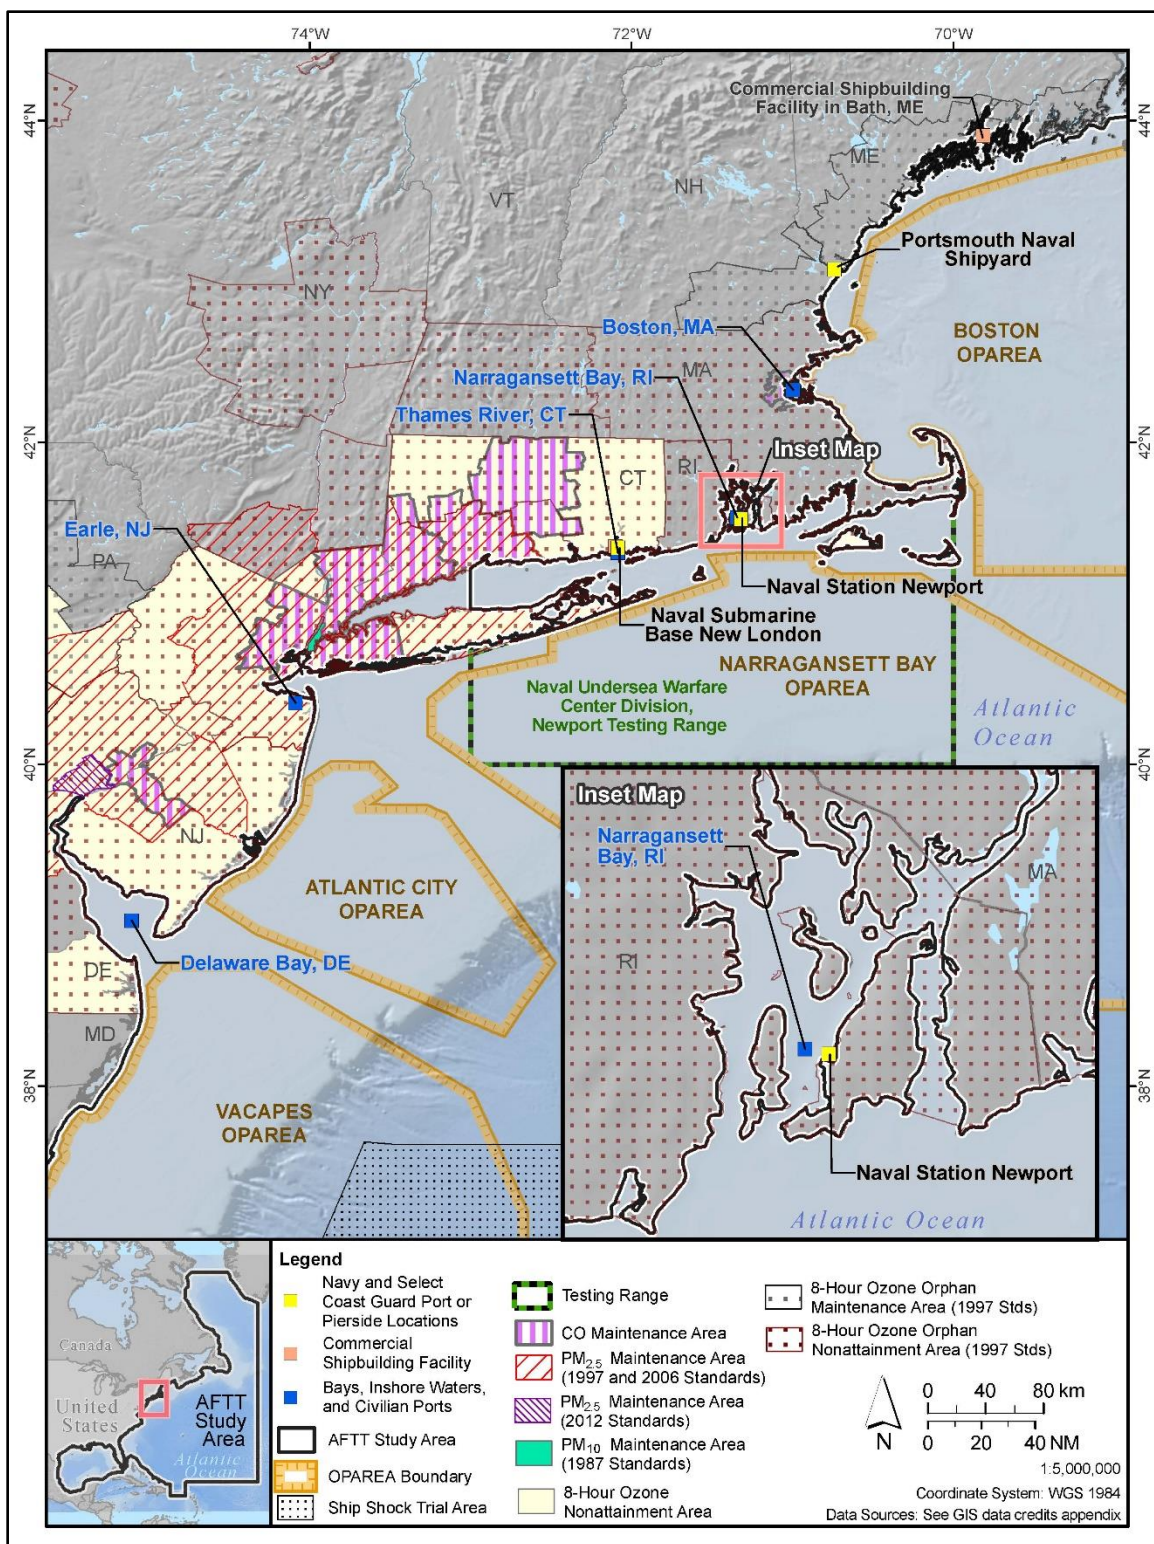 74°W
72°W
70°W
44°N
44°N
42°N
42°N
40°N
40°N
38°N
38°N
Commercial Shipbuilding
Facility in Bath, ME
ME
VT
NH
Portsmouth Naval
Shipyard
NY
Boston, MA
BOSTON
OPAREA
MA
Narragansett Bay, RI
Thames River, CT
Inset Map
CT
RI
Earle, NJ
PA
Naval Station Newport
Naval Submarine
Base New London
NARRAGANSETT BAY
OPAREA
Naval Undersea Warfare
Center Division,
Newport Testing Range
Atlantic
Ocean
NJ
ATLANTIC CITY
OPAREA
Delaware Bay, DE
DE
MD
VACAPES
OPAREA
Inset Map
Narragansett
Bay, RI
MA
RI
Naval Station Newport
Atlantic Ocean
Canada
United
States
AFTT
Study
Area
Atlantic
Ocean
Legend
Navy and Select
Coast Guard Port or
Pierside Locations
Commercial
Shipbuilding Facility
Bays, Inshore Waters,
and Civilian Ports
AFTT Study Area
OPAREA Boundary
Ship Shock Trial Area
Testing Range
CO Maintenance Area
PM2.5 Maintenance Area
(1997 and 2006 Standards)
PM2.5 Maintenance Area
(2012 Standards)
PM10 Maintenance Area
(1987 Standards)
8-Hour Ozone
Nonattainment Area
8-Hour Ozone Orphan
Maintenance Area (1997 Stds)
8-Hour Ozone Orphan
Nonattainment Area (1997 Stds)
N
0 40 80 km
0 20 40 NM
1:5,000,000
Coordinate System: WGS 1984
Data Sources: See GIS data credits appendix